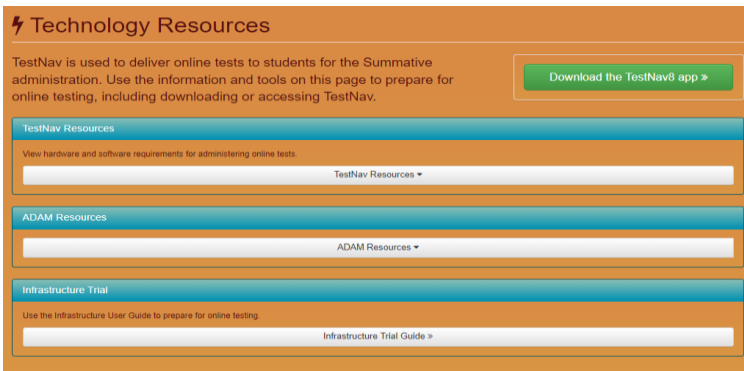 Technology Resources
TestNav is used to deliver online tests to students for the Summative
administration. Use the information and tools on this page to prepare for
online testing, including downloading or accessing TestNav.
Download the TestNav8 app »
TestNav Resources
View hardware and software requirements for administering online tests.
TestNav Resources
ADAM Resources
ADAM Resources
Infrastructure Trial
Use the Infrastructure User Guide to prepare for online testing.
Infrastructure Trial Guide »